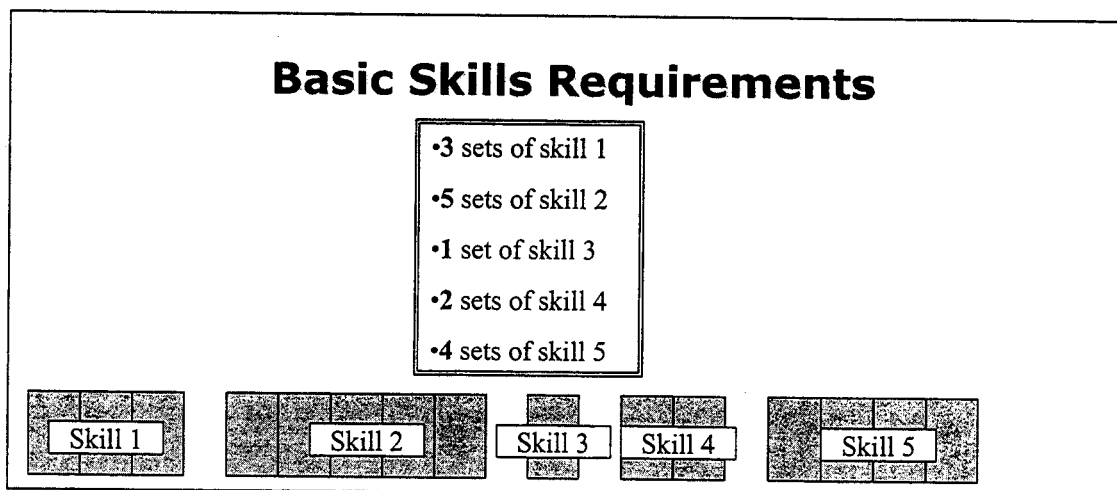 Basic Skills Requirements
•3 sets of skill 1
•5 sets of skill 2
•1 set of skill 3
•2 sets of skill 4
•4 sets of skill 5
Skill 1 Skill 2 Skill 3 Skill 4 Skill 5